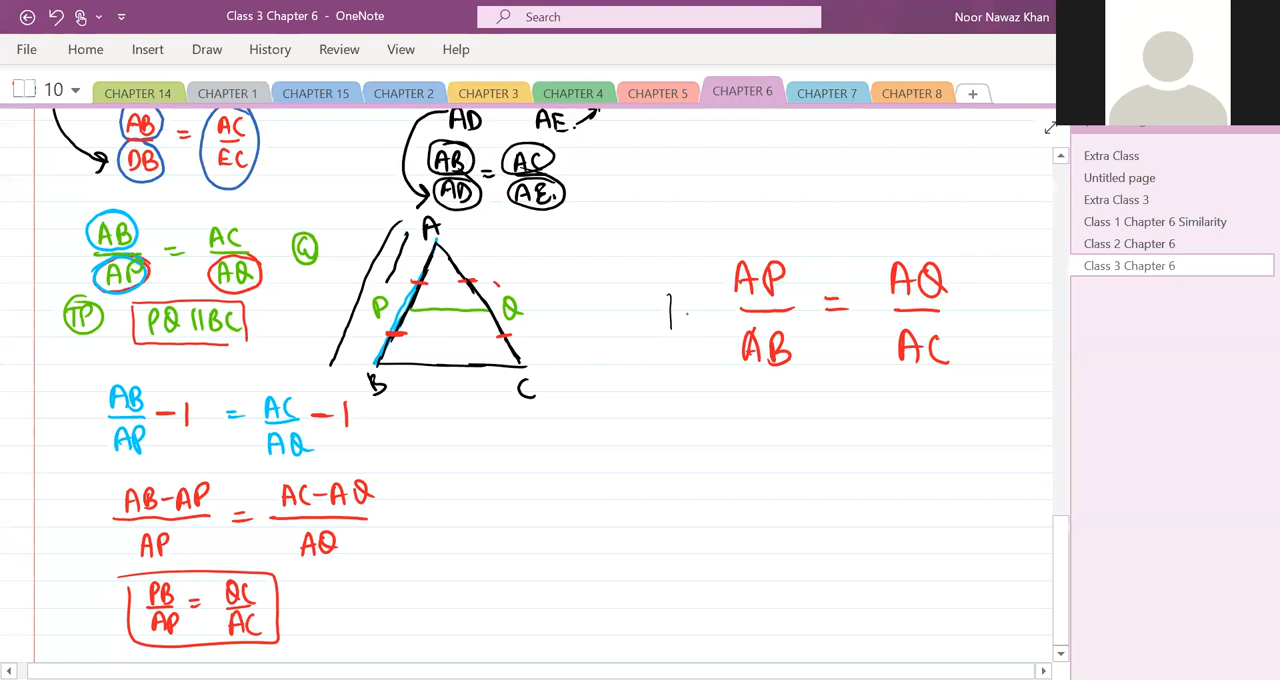 Class 3 Chapter 6 - OneNote
Search
Noor Nawaz Khan
File Home Insert Draw History Review View Help
10 CHAPTER 14 CHAPTER 1 CHAPTER 15 CHAPTER 2 CHAPTER 3 CHAPTER 4 CHAPTER 5 CHAPTER 6 CHAPTER 7 CHAPTER 8 +
Extra Class
Untitled page
Extra Class 3
Class 1 Chapter 6 Similarity
Class 2 Chapter 6
Class 3 Chapter 6
AB/DB = AC/EC
AD AE.
AB/AD = AC/AE.
AB/AP = AC/AQ Q
TP PQ || BC
A
P Q
B C
AB/AP - 1 = AC/AQ - 1
AB-AP/AP = AC-AQ/AQ
PB/AP = QC/AC
1. AP/AB = AQ/AC